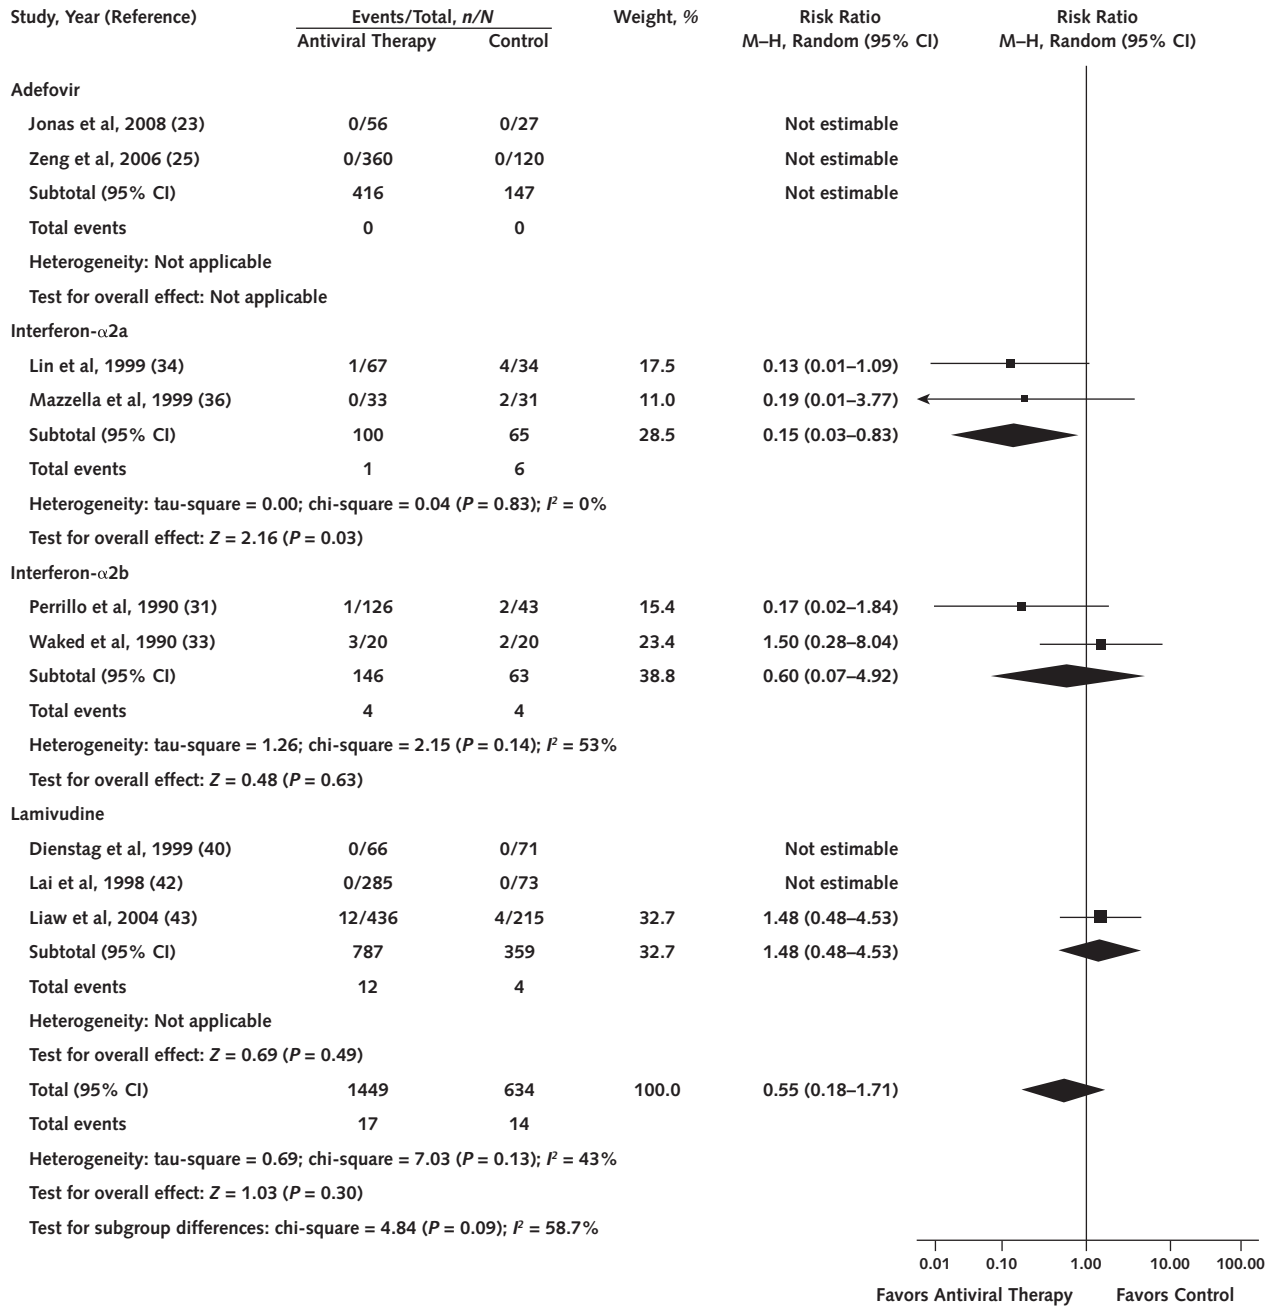 Study, Year (Reference) Events/Total, n/N Weight, % Risk Ratio Risk Ratio
Antiviral Therapy Control M–H, Random (95% CI) M–H, Random (95% CI)
Adefovir
Jonas et al, 2008 (23) 0/56 0/27 Not estimable
Zeng et al, 2006 (25) 0/360 0/120 Not estimable
Subtotal (95% CI) 416 147 Not estimable
Total events 0 0
Heterogeneity: Not applicable
Test for overall effect: Not applicable
Interferon-α2a
Lin et al, 1999 (34) 1/67 4/34 17.5 0.13 (0.01–1.09)
Mazzella et al, 1999 (36) 0/33 2/31 11.0 0.19 (0.01–3.77)
Subtotal (95% CI) 100 65 28.5 0.15 (0.03–0.83)
Total events 1 6
Heterogeneity: tau-square = 0.00; chi-square = 0.04 (P = 0.83); I² = 0%
Test for overall effect: Z = 2.16 (P = 0.03)
Interferon-α2b
Perrillo et al, 1990 (31) 1/126 2/43 15.4 0.17 (0.02–1.84)
Waked et al, 1990 (33) 3/20 2/20 23.4 1.50 (0.28–8.04)
Subtotal (95% CI) 146 63 38.8 0.60 (0.07–4.92)
Total events 4 4
Heterogeneity: tau-square = 1.26; chi-square = 2.15 (P = 0.14); I² = 53%
Test for overall effect: Z = 0.48 (P = 0.63)
Lamivudine
Dienstag et al, 1999 (40) 0/66 0/71 Not estimable
Lai et al, 1998 (42) 0/285 0/73 Not estimable
Liaw et al, 2004 (43) 12/436 4/215 32.7 1.48 (0.48–4.53)
Subtotal (95% CI) 787 359 32.7 1.48 (0.48–4.53)
Total events 12 4
Heterogeneity: Not applicable
Test for overall effect: Z = 0.69 (P = 0.49)
Total (95% CI) 1449 634 100.0 0.55 (0.18–1.71)
Total events 17 14
Heterogeneity: tau-square = 0.69; chi-square = 7.03 (P = 0.13); I² = 43%
Test for overall effect: Z = 1.03 (P = 0.30)
Test for subgroup differences: chi-square = 4.84 (P = 0.09); I² = 58.7%
0.01 0.10 1.00 10.00 100.00
Favors Antiviral Therapy Favors Control